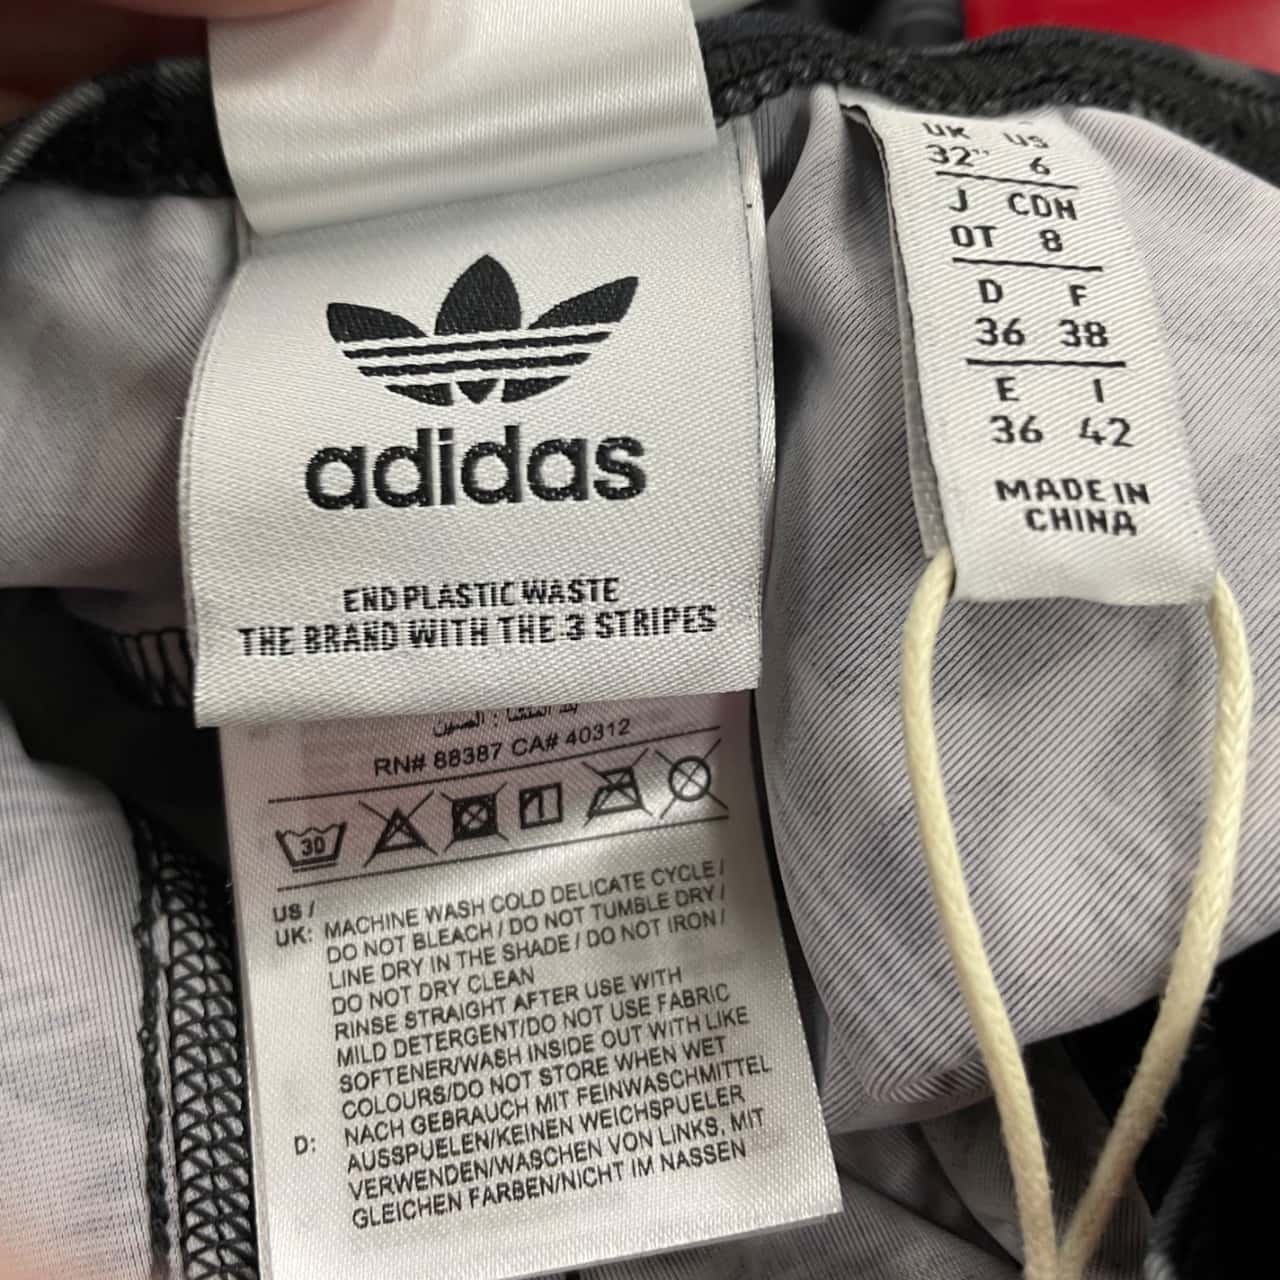 adidas
END PLASTIC WASTE
THE BRAND WITH THE 3 STRIPES
بلد المنشأ : الصين
RN# 88387 CA# 40312
30
US /
UK: MACHINE WASH COLD DELICATE CYCLE /
DO NOT BLEACH / DO NOT TUMBLE DRY /
LINE DRY IN THE SHADE / DO NOT IRON /
DO NOT DRY CLEAN
RINSE STRAIGHT AFTER USE WITH
MILD DETERGENT/DO NOT USE FABRIC
SOFTENER/WASH INSIDE OUT WITH LIKE
COLOURS/DO NOT STORE WHEN WET
D: NACH GEBRAUCH MIT FEINWASCHMITTEL
AUSSPUELEN/KEINEN WEICHSPUELER
VERWENDEN/WASCHEN VON LINKS, MIT
GLEICHEN FARBEN/NICHT IM NASSEN
UK US
32" 6
J CDN
OT 8
D F
36 38
E I
36 42
MADE IN
CHINA